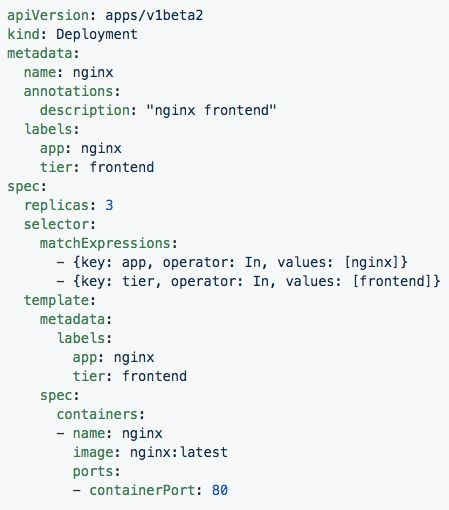 apiVersion: apps/v1beta2
kind: Deployment
metadata:
  name: nginx
  annotations:
    description: "nginx frontend"
  labels:
    app: nginx
    tier: frontend
spec:
  replicas: 3
  selector:
    matchExpressions:
      - {key: app, operator: In, values: [nginx]}
      - {key: tier, operator: In, values: [frontend]}
  template:
    metadata:
      labels:
        app: nginx
        tier: frontend
    spec:
      containers:
      - name: nginx
        image: nginx:latest
        ports:
        - containerPort: 80